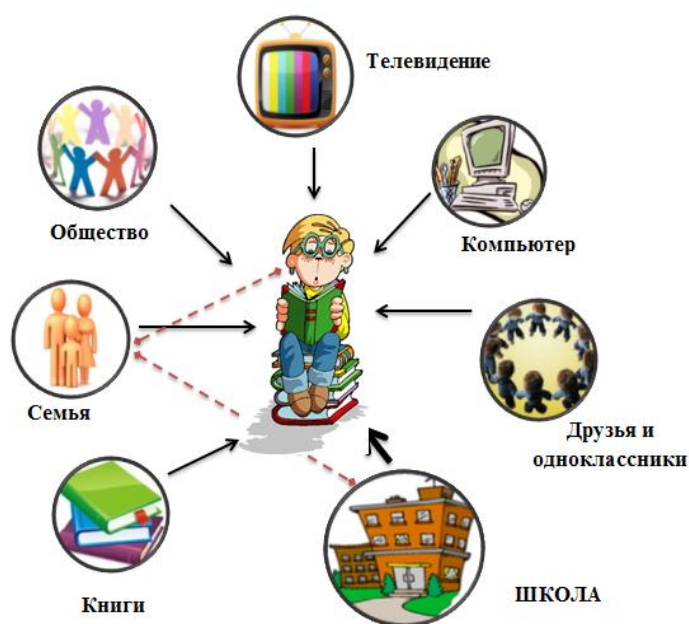 Телевидение
Общество
Компьютер
Семья
Друзья и
одноклассники
Книги
ШКОЛА